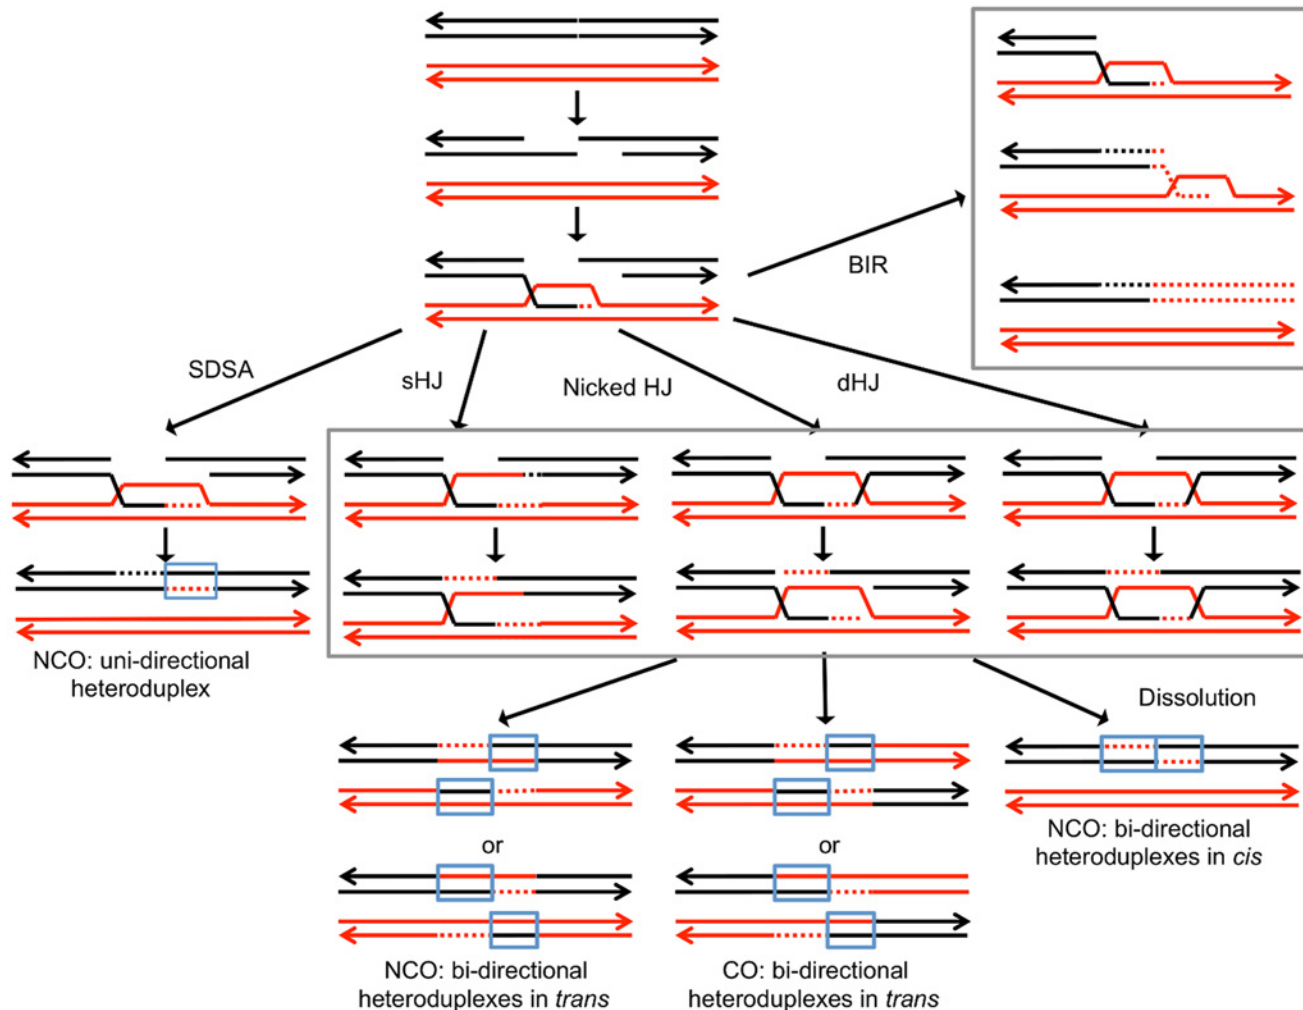 BIR
SDSA
sHJ
Nicked HJ
dHJ
NCO: uni-directional
heteroduplex
Dissolution
or
or
NCO: bi-directional
heteroduplexes in cis
NCO: bi-directional
heteroduplexes in trans
CO: bi-directional
heteroduplexes in trans